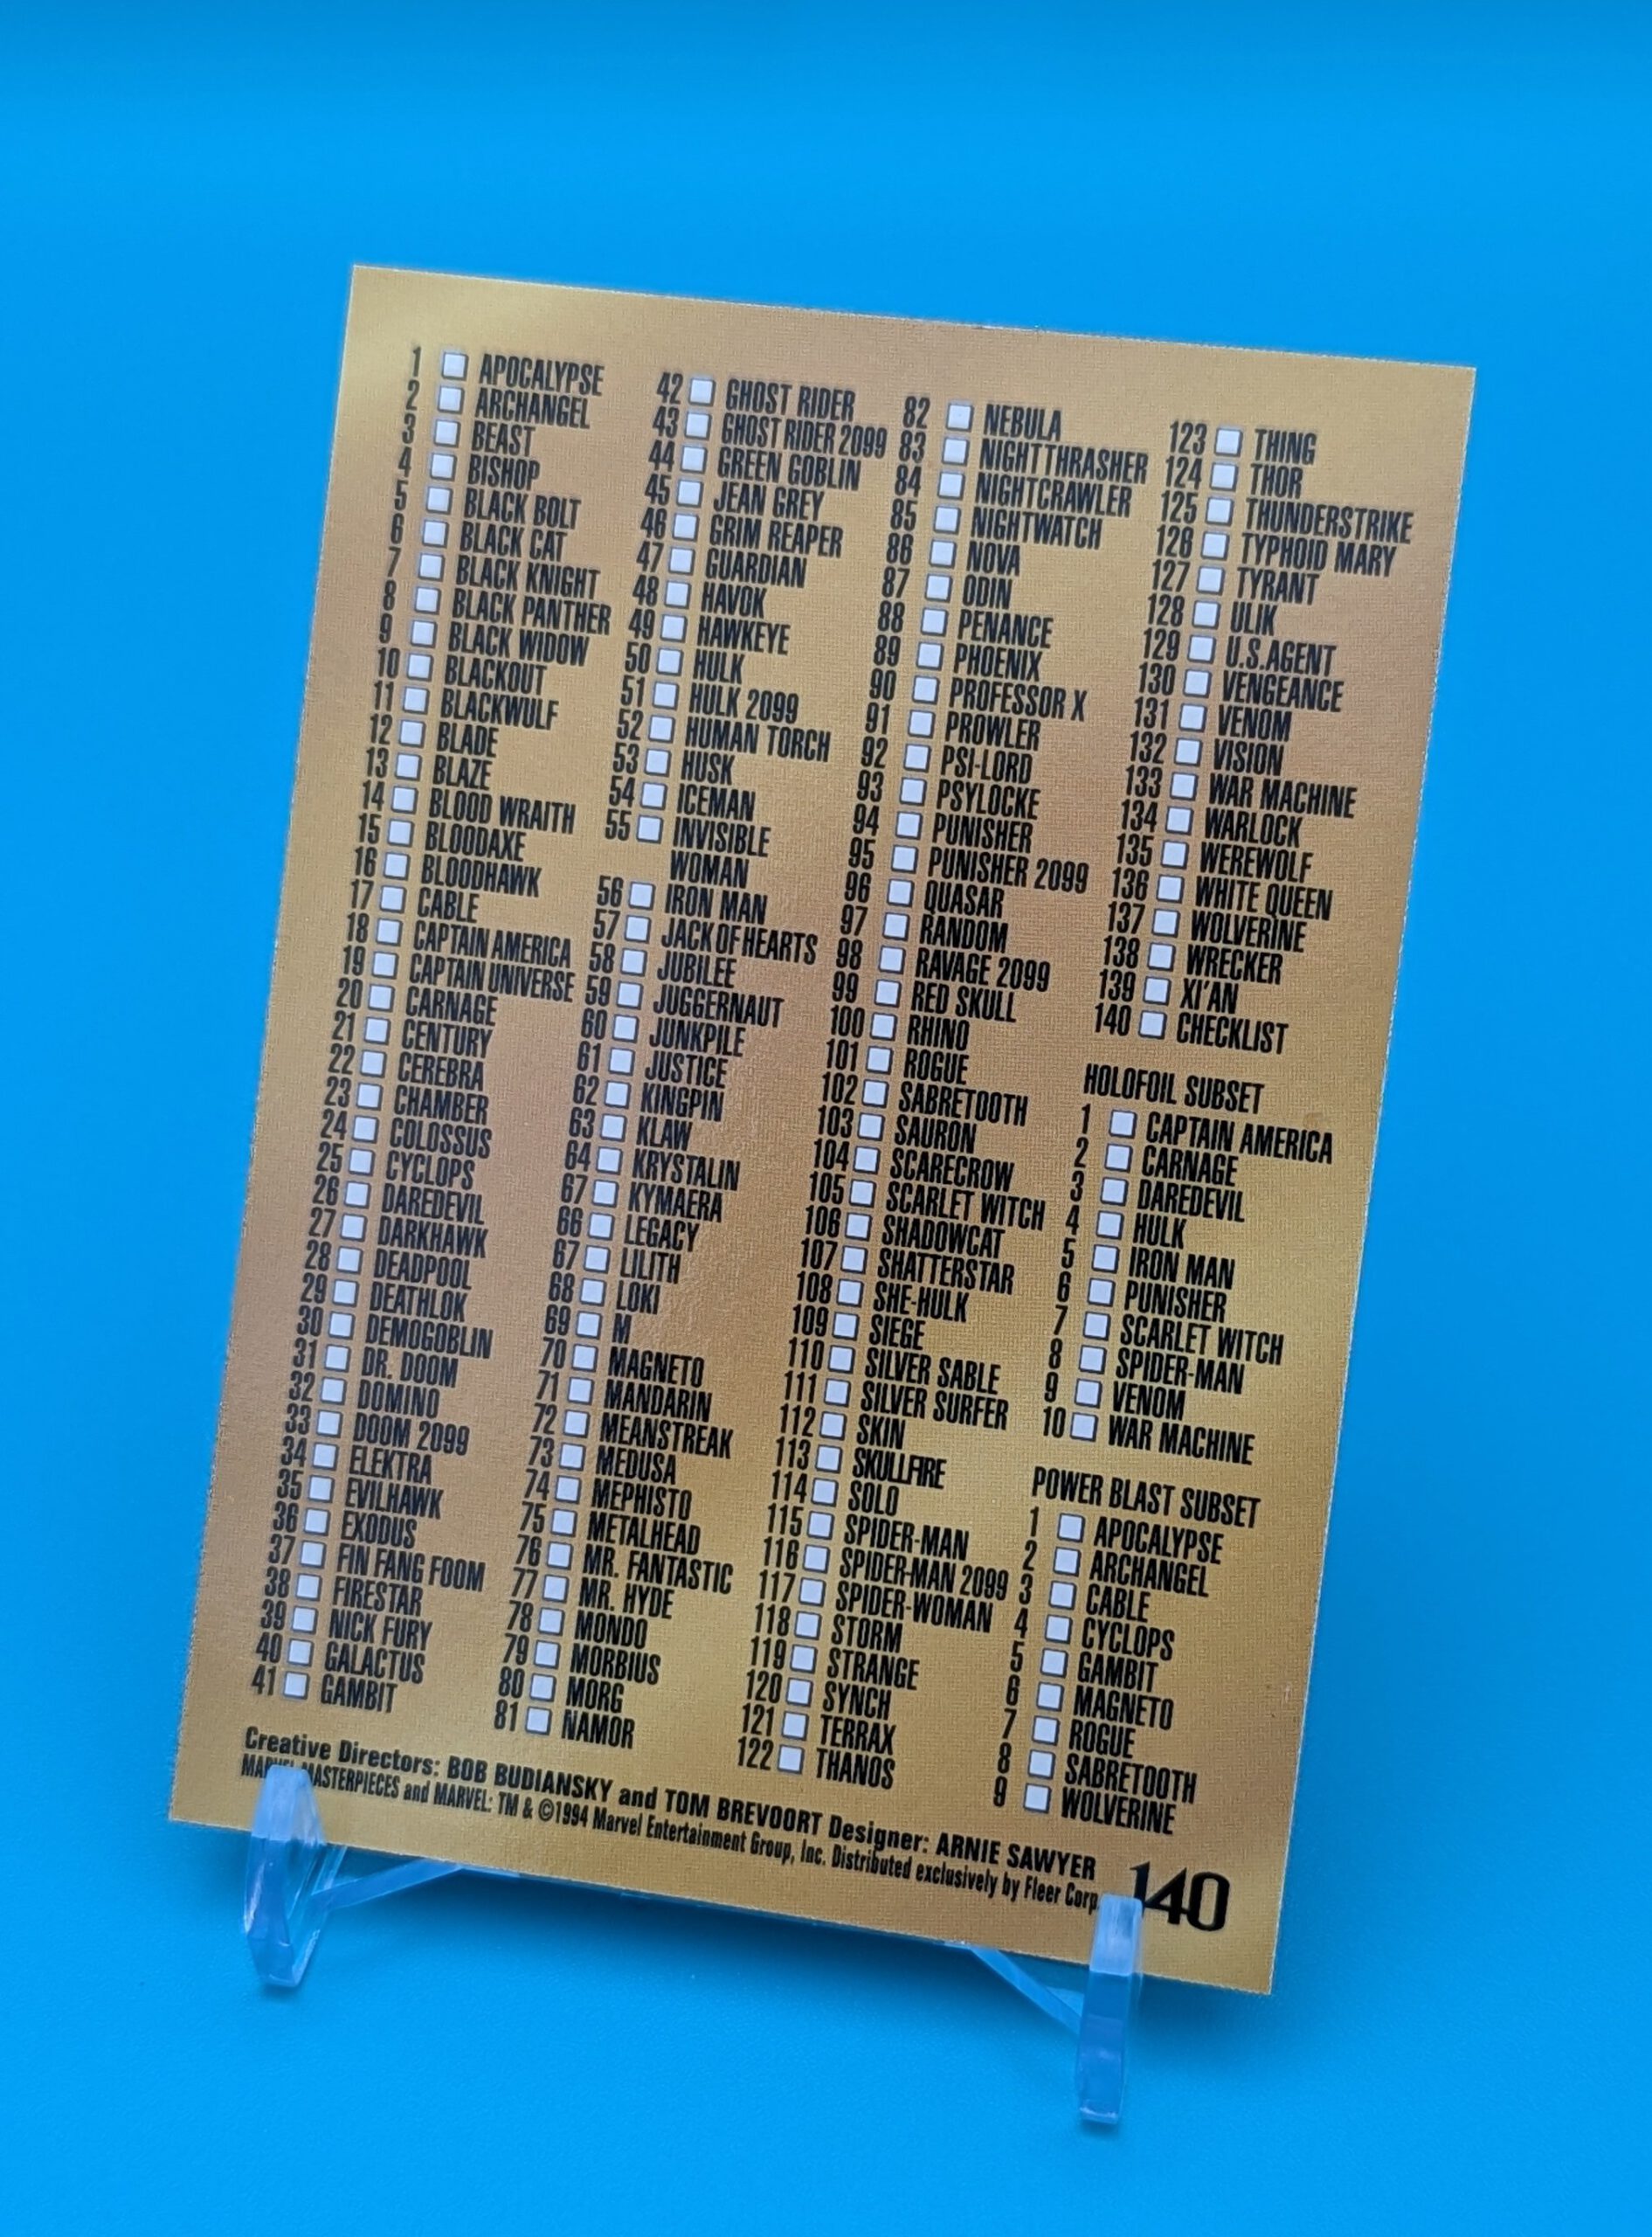 1 APOCALYPSE
2 ARCHANGEL
3 BEAST
4 BISHOP
5 BLACK BOLT
6 BLACK CAT
7 BLACK KNIGHT
8 BLACK PANTHER
9 BLACK WIDOW
10 BLACKOUT
11 BLACKWULF
12 BLADE
13 BLAZE
14 BLOOD WRAITH
15 BLOODAXE
16 BLOODHAWK
17 CABLE
18 CAPTAIN AMERICA
19 CAPTAIN UNIVERSE
20 CARNAGE
21 CENTURY
22 CEREBRA
23 CHAMBER
24 COLOSSUS
25 CYCLOPS
26 DAREDEVIL
27 DARKHAWK
28 DEADPOOL
29 DEATHLOK
30 DEMOGOBLIN
31 DR. DOOM
32 DOMINO
33 DOOM 2099
34 ELEKTRA
35 EVILHAWK
36 EXODUS
37 FIN FANG FOOM
38 FIRESTAR
39 NICK FURY
40 GALACTUS
41 GAMBIT
42 GHOST RIDER
43 GHOST RIDER 2099
44 GREEN GOBLIN
45 JEAN GREY
46 GRIM REAPER
47 GUARDIAN
48 HAVOK
49 HAWKEYE
50 HULK
51 HULK 2099
52 HUMAN TORCH
53 HUSK
54 ICEMAN
55 INVISIBLE
WOMAN
56 IRON MAN
57 JACK OF HEARTS
58 JUBILEE
59 JUGGERNAUT
60 JUNKPILE
61 JUSTICE
62 KINGPIN
63 KLAW
64 KRYSTALIN
67 KYMAERA
66 LEGACY
67 LILITH
68 LOKI
69 M
70 MAGNETO
71 MANDARIN
72 MEANSTREAK
73 MEDUSA
74 MEPHISTO
75 METALHEAD
76 MR. FANTASTIC
77 MR. HYDE
78 MONDO
79 MORBIUS
80 MORG
81 NAMOR
82 NEBULA
83 NIGHT THRASHER
84 NIGHTCRAWLER
85 NIGHTWATCH
86 NOVA
87 ODIN
88 PENANCE
89 PHOENIX
90 PROFESSOR X
91 PROWLER
92 PSI-LORD
93 PSYLOCKE
94 PUNISHER
95 PUNISHER 2099
96 QUASAR
97 RANDOM
98 RAVAGE 2099
99 RED SKULL
100 RHINO
101 ROGUE
102 SABRETOOTH
103 SAURON
104 SCARECROW
105 SCARLET WITCH
106 SHADOWCAT
107 SHATTERSTAR
108 SHE-HULK
109 SIEGE
110 SILVER SABLE
111 SILVER SURFER
112 SKIN
113 SKULLFIRE
114 SOLO
115 SPIDER-MAN
116 SPIDER-MAN 2099
117 SPIDER-WOMAN
118 STORM
119 STRANGE
120 SYNCH
121 TERRAX
122 THANOS
123 THING
124 THOR
125 THUNDERSTRIKE
126 TYPHOID MARY
127 TYRANT
128 ULIK
129 U.S.AGENT
130 VENGEANCE
131 VENOM
132 VISION
133 WAR MACHINE
134 WARLOCK
135 WEREWOLF
136 WHITE QUEEN
137 WOLVERINE
138 WRECKER
139 XI'AN
140 CHECKLIST
HOLOFOIL SUBSET
1 CAPTAIN AMERICA
2 CARNAGE
3 DAREDEVIL
4 HULK
5 IRON MAN
6 PUNISHER
7 SCARLET WITCH
8 SPIDER-MAN
9 VENOM
10 WAR MACHINE
POWER BLAST SUBSET
1 APOCALYPSE
2 ARCHANGEL
3 CABLE
4 CYCLOPS
5 GAMBIT
6 MAGNETO
7 ROGUE
8 SABRETOOTH
9 WOLVERINE
Creative Directors: BOB BUDIANSKY and TOM BREVOORT Designer: ARNIE SAWYER
MARVEL MASTERPIECES and MARVEL: TM & ©1994 Marvel Entertainment Group, Inc. Distributed exclusively by Fleer Corp.
140